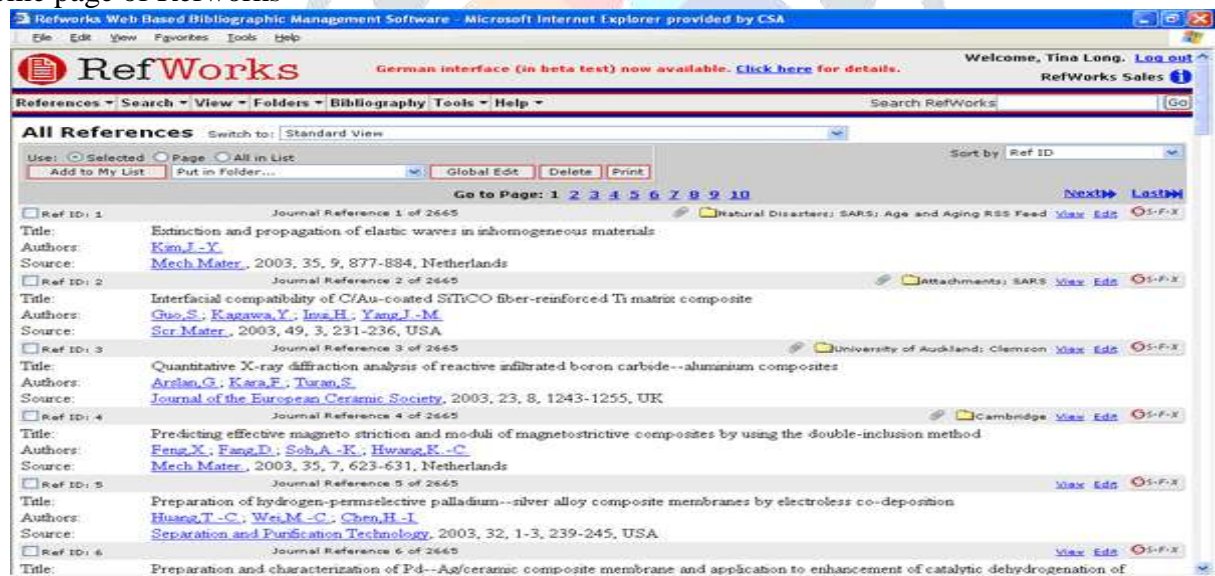 Refworks Web Based Bibliographic Management Software - Microsoft Internet Explorer provided by CSA
File Edit View Favorites Tools Help
RefWorks
German interface (in beta test) now available. Click here for details.
Welcome, Tina Long. Log out
RefWorks Sales
References Search View Folders Bibliography Tools Help
Search RefWorks Go
All References Switch to: Standard View
Use: Selected Page All in List
Sort by Ref ID
Add to My List Put in Folder... Global Edit Delete Print
Go to Page: 1 2 3 4 5 6 7 8 9 10 Next Last
Ref ID: 1 Journal Reference 1 of 2665 Natural Disasters; SARS; Age and Aging RSS Feed View Edit S·F·X
Title: Extinction and propagation of elastic waves in inhomogeneous materials
Authors: Kim,J.-Y.
Source: Mech Mater , 2003, 35, 9, 877-884, Netherlands
Ref ID: 2 Journal Reference 2 of 2665 Attachments; SARS View Edit S·F·X
Title: Interfacial compatibility of C/Au-coated SiTiCO fiber-reinforced Ti matrix composite
Authors: Guo,S.; Kagawa,Y.; Yang,J.-M.
Source: Scr Mater , 2003, 49, 3, 231-236, USA
Ref ID: 3 Journal Reference 3 of 2665 University of Auckland; Clemson View Edit S·F·X
Title: Quantitative X-ray diffraction analysis of reactive infiltrated boron carbide--aluminium composites
Authors: Arslan,G.; Kara,F.; Turan,S.
Source: Journal of the European Ceramic Society, 2003, 23, 8, 1243-1255, UK
Ref ID: 4 Journal Reference 4 of 2665 Cambridge View Edit S·F·X
Title: Predicting effective magneto striction and moduli of magnetostrictive composites by using the double-inclusion method
Authors: Feng,X.; Fang,D.; Soh,A.-K.; Hwang,K.-C.
Source: Mech Mater , 2003, 35, 7, 623-631, Netherlands
Ref ID: 5 Journal Reference 5 of 2665 View Edit S·F·X
Title: Preparation of hydrogen-permselective palladium--silver alloy composite membranes by electroless co-deposition
Authors: Huang,T.-C.; Wei,M.-C.; Chen,H.-I.
Source: Separation and Purification Technology, 2003, 32, 1-3, 239-245, USA
Ref ID: 6 Journal Reference 6 of 2665 View Edit S·F·X
Title: Preparation and characterization of Pd--Ag/ceramic composite membrane and application to enhancement of catalytic dehydrogenation of